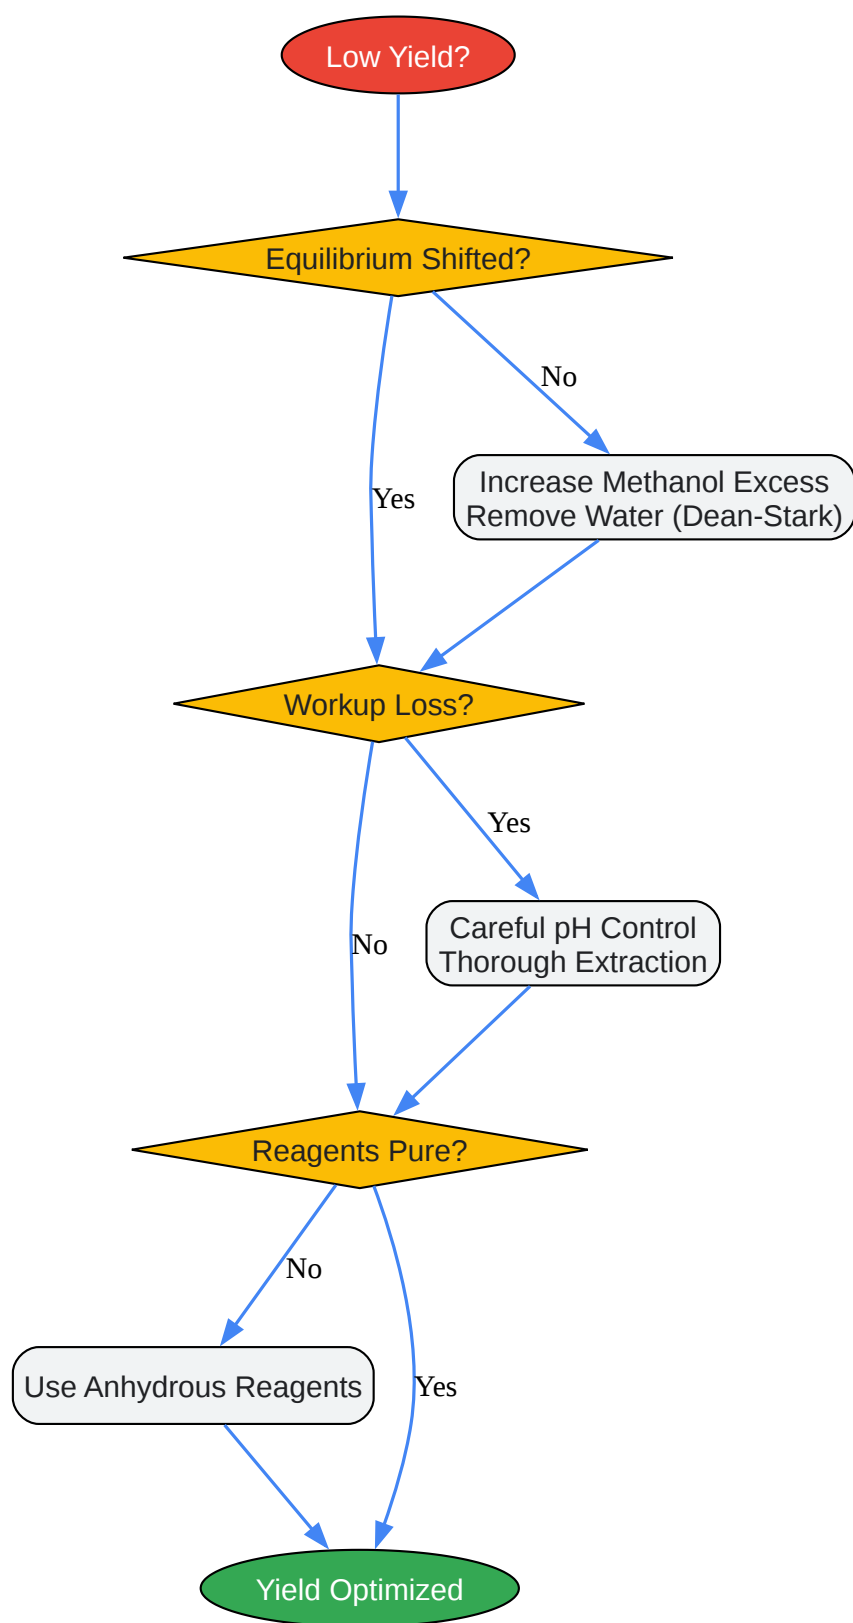 Low Yield?
Equilibrium Shifted?
No
Increase Methanol Excess
Remove Water (Dean-Stark)
Yes
Workup Loss?
Yes
Careful pH Control
Thorough Extraction
No
Reagents Pure?
No
Use Anhydrous Reagents
Yes
Yield Optimized